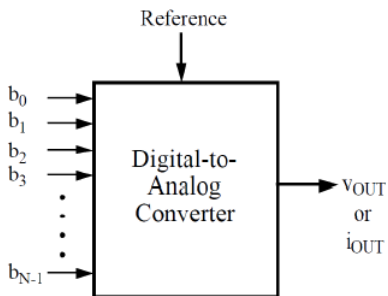 Reference
b0
b1
b2
b3
bN-1
Digital-to-
Analog
Converter
vOUT
or
iOUT